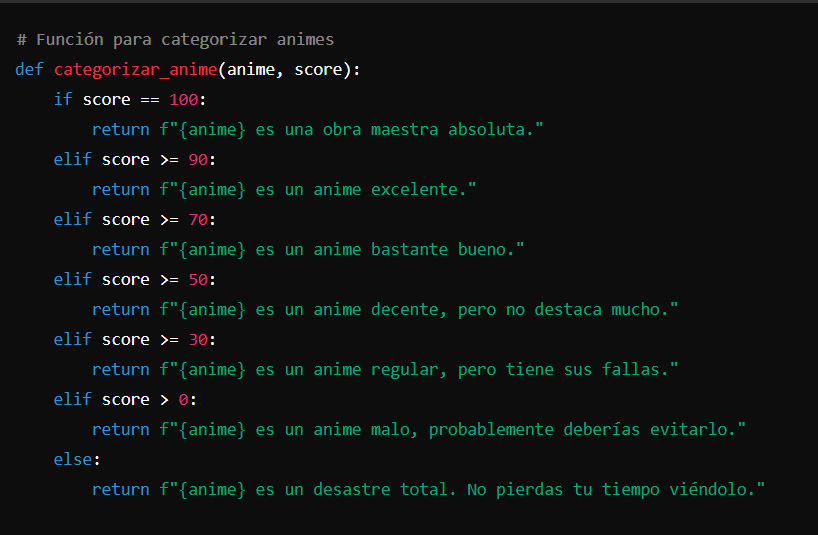 # Función para categorizar animes
def categorizar_anime(anime, score):
    if score == 100:
        return f"{anime} es una obra maestra absoluta."
    elif score >= 90:
        return f"{anime} es un anime excelente."
    elif score >= 70:
        return f"{anime} es un anime bastante bueno."
    elif score >= 50:
        return f"{anime} es un anime decente, pero no destaca mucho."
    elif score >= 30:
        return f"{anime} es un anime regular, pero tiene sus fallas."
    elif score > 0:
        return f"{anime} es un anime malo, probablemente deberías evitarlo."
    else:
        return f"{anime} es un desastre total. No pierdas tu tiempo viéndolo."